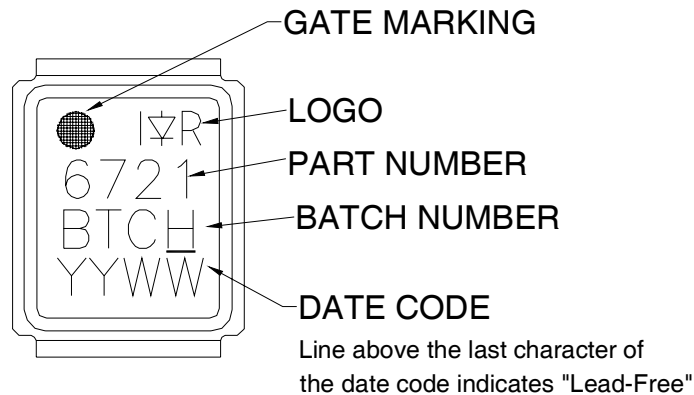 GATE MARKING
I R
LOGO
6721
PART NUMBER
BTCH
BATCH NUMBER
YYWW
DATE CODE
Line above the last character of
the date code indicates "Lead-Free"